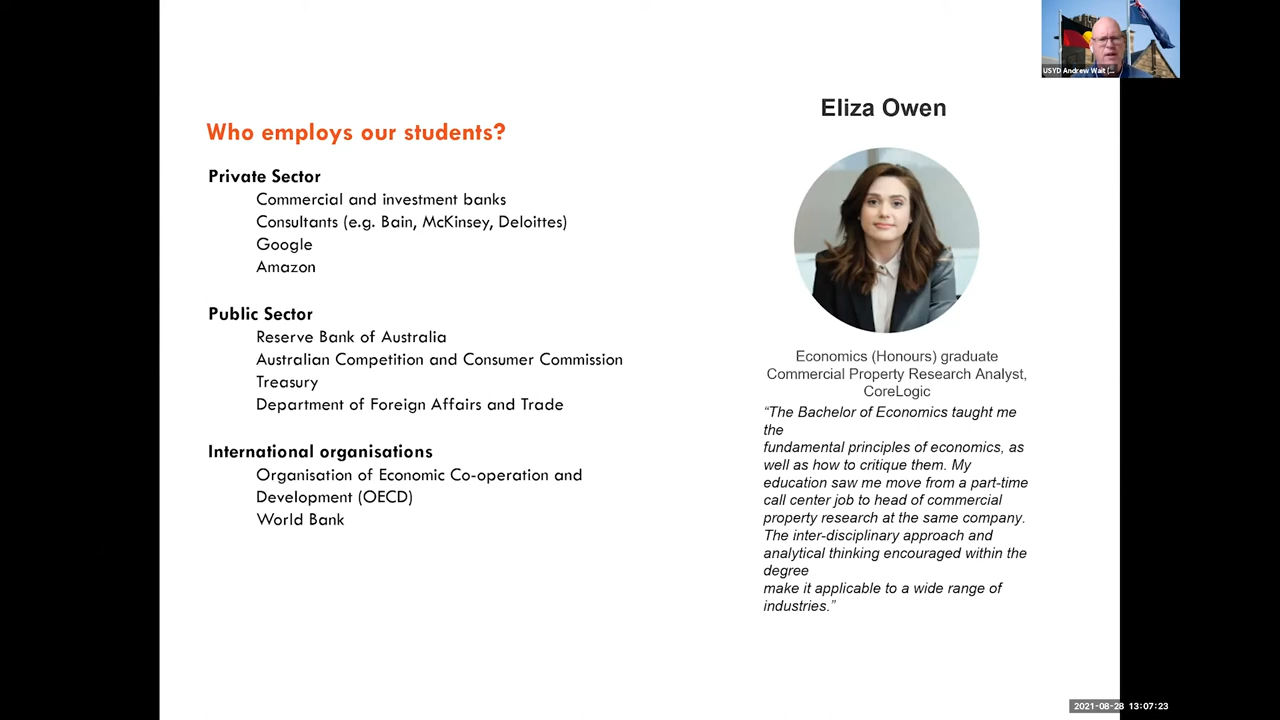 USYD Andrew Wait (...
Who employs our students?
Private Sector
Commercial and investment banks
Consultants (e.g. Bain, McKinsey, Deloittes)
Google
Amazon
Public Sector
Reserve Bank of Australia
Australian Competition and Consumer Commission
Treasury
Department of Foreign Affairs and Trade
International organisations
Organisation of Economic Co-operation and
Development (OECD)
World Bank
Eliza Owen
Economics (Honours) graduate
Commercial Property Research Analyst,
CoreLogic
“The Bachelor of Economics taught me
the
fundamental principles of economics, as
well as how to critique them. My
education saw me move from a part-time
call center job to head of commercial
property research at the same company.
The inter-disciplinary approach and
analytical thinking encouraged within the
degree
make it applicable to a wide range of
industries.”
2021-08-28 13:07:23